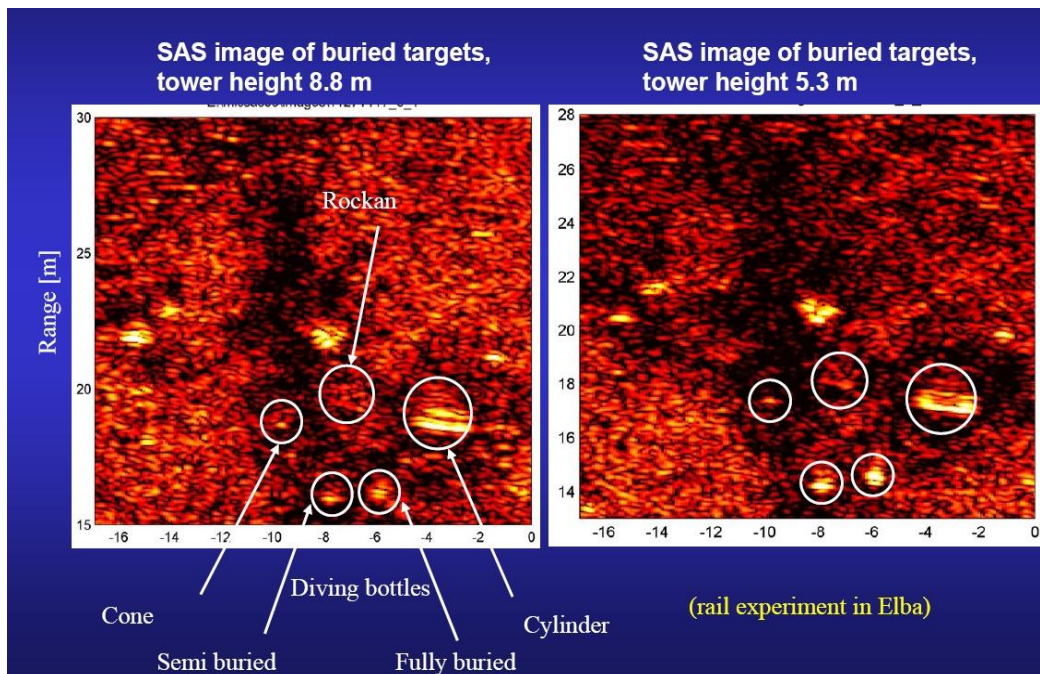 SAS image of buried targets,
tower height 8.8 m
SAS image of buried targets,
tower height 5.3 m
30
25
20
15
Range [m]
-16
-14
-12
-10
-8
-6
-4
-2
0
28
26
24
22
20
18
16
14
-16
-14
-12
-10
-8
-6
-4
-2
0
Rockan
Diving bottles
Cone
Cylinder
Semi buried
Fully buried
(rail experiment in Elba)